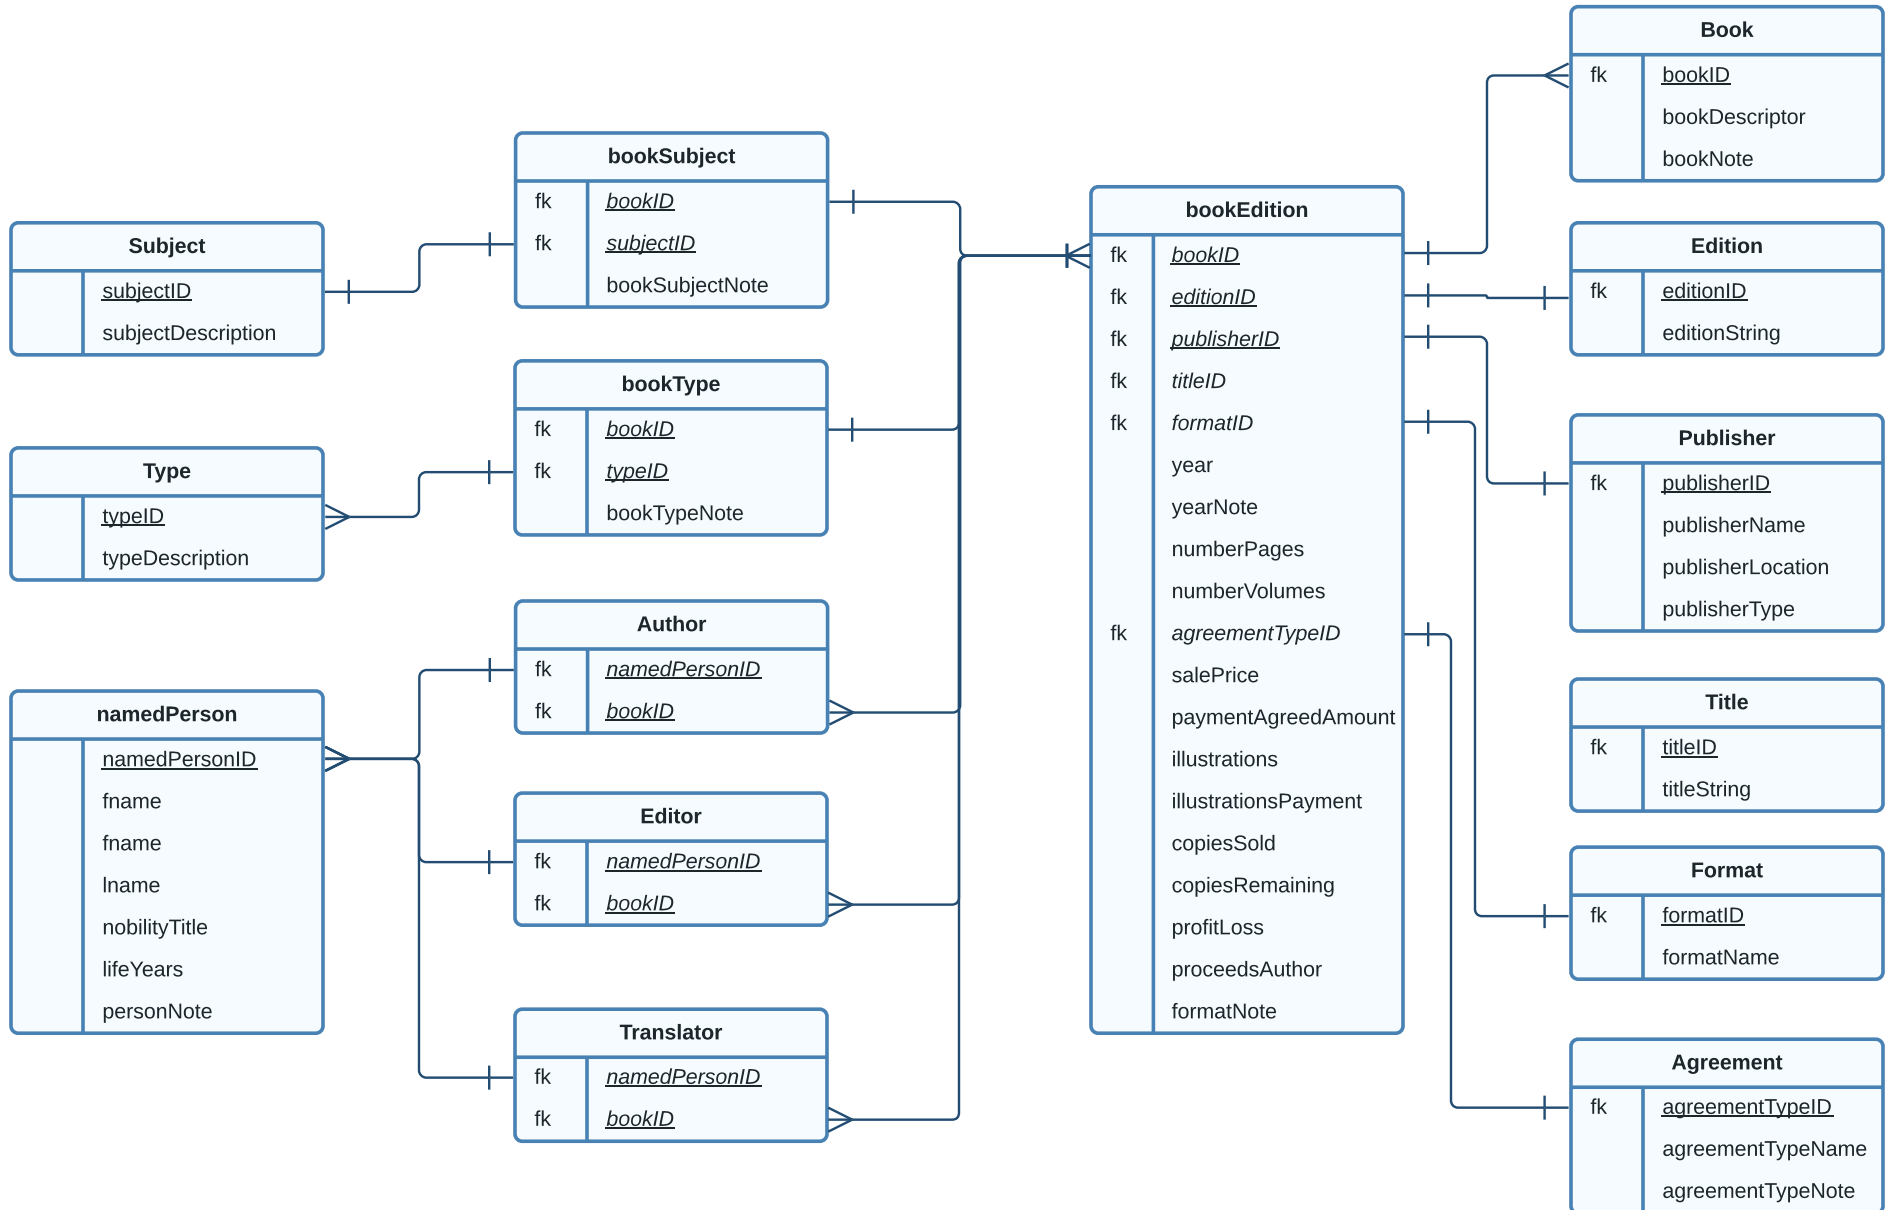 Subject
subjectID
subjectDescription
Type
typeID
typeDescription
namedPerson
namedPersonID
fname
fname
lname
nobilityTitle
lifeYears
personNote
bookSubject
fk bookID
fk subjectID
bookSubjectNote
bookType
fk bookID
fk typeID
bookTypeNote
Author
fk namedPersonID
fk bookID
Editor
fk namedPersonID
fk bookID
Translator
fk namedPersonID
fk bookID
bookEdition
fk bookID
fk editionID
fk publisherID
fk titleID
fk formatID
year
yearNote
numberPages
numberVolumes
fk agreementTypeID
salePrice
paymentAgreedAmount
illustrations
illustrationsPayment
copiesSold
copiesRemaining
profitLoss
proceedsAuthor
formatNote
Book
fk bookID
bookDescriptor
bookNote
Edition
fk editionID
editionString
Publisher
fk publisherID
publisherName
publisherLocation
publisherType
Title
fk titleID
titleString
Format
fk formatID
formatName
Agreement
fk agreementTypeID
agreementTypeName
agreementTypeNote